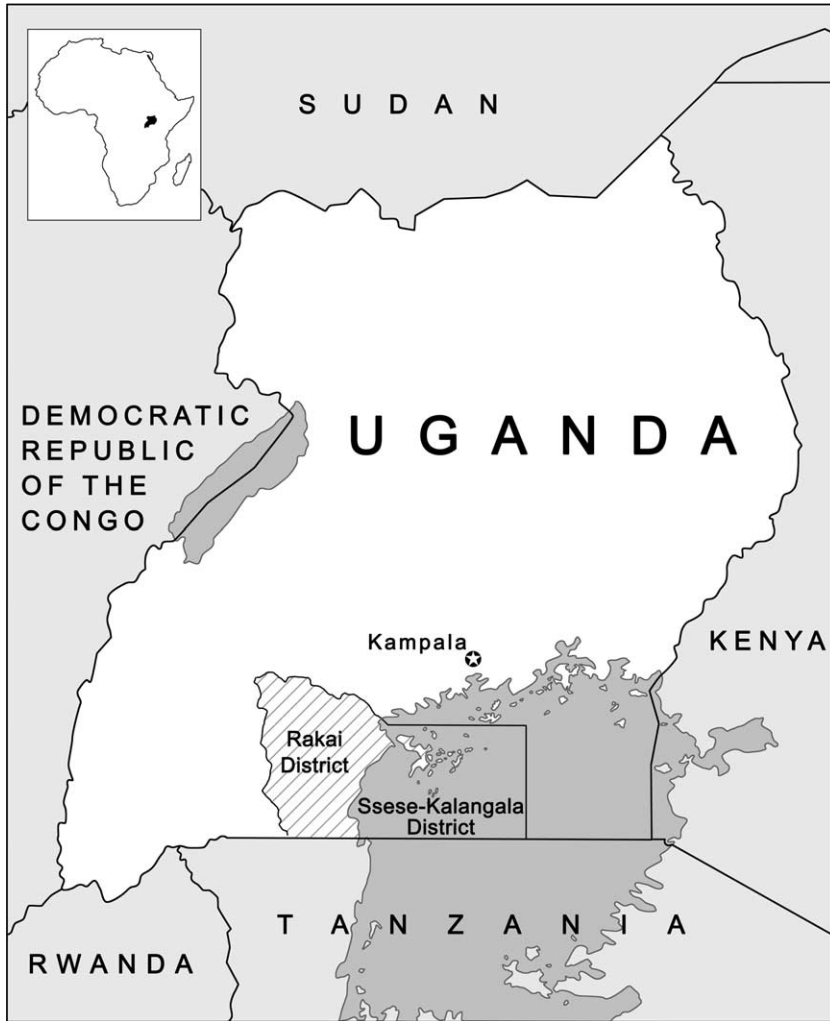 SUDAN
DEMOCRATIC
REPUBLIC
OF THE
CONGO
UGANDA
Kampala
KENYA
Rakai
District
Ssese-Kalangala
District
TANZANIA
RWANDA